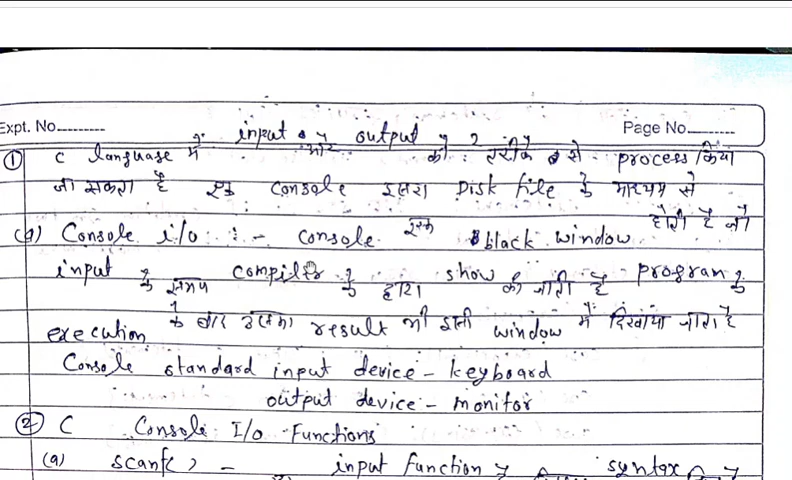 Expt. No.
Page No.
① C language में input और output को 2 तरीके से process किया
जा सकता है एक console दूसरा Disk file के माध्यम से
(a) Console i/o :- console एक black window होती है जो
input के समय compiler के द्वारा show की जाती है program के
execution के बाद उसका result भी इसी window में दिखाया जाता है
Console standard input device - keyboard
output device - monitor
② C Console I/o Functions
(a) scanf() - input function है syntax